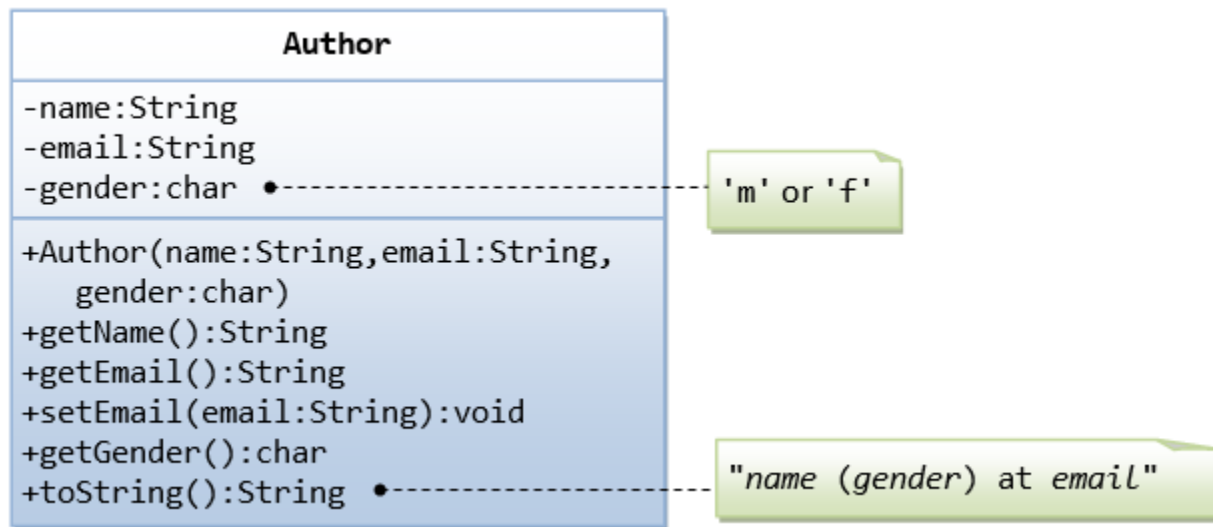 Author
-name:String
-email:String
-gender:char
'm' or 'f'
+Author(name:String,email:String,
gender:char)
+getName():String
+getEmail():String
+setEmail(email:String):void
+getGender():char
+toString():String
"name (gender) at email"